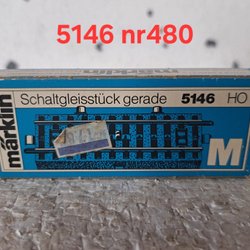 5146 nr480
märklin
Schaltgleisstück gerade 5146 HO
M